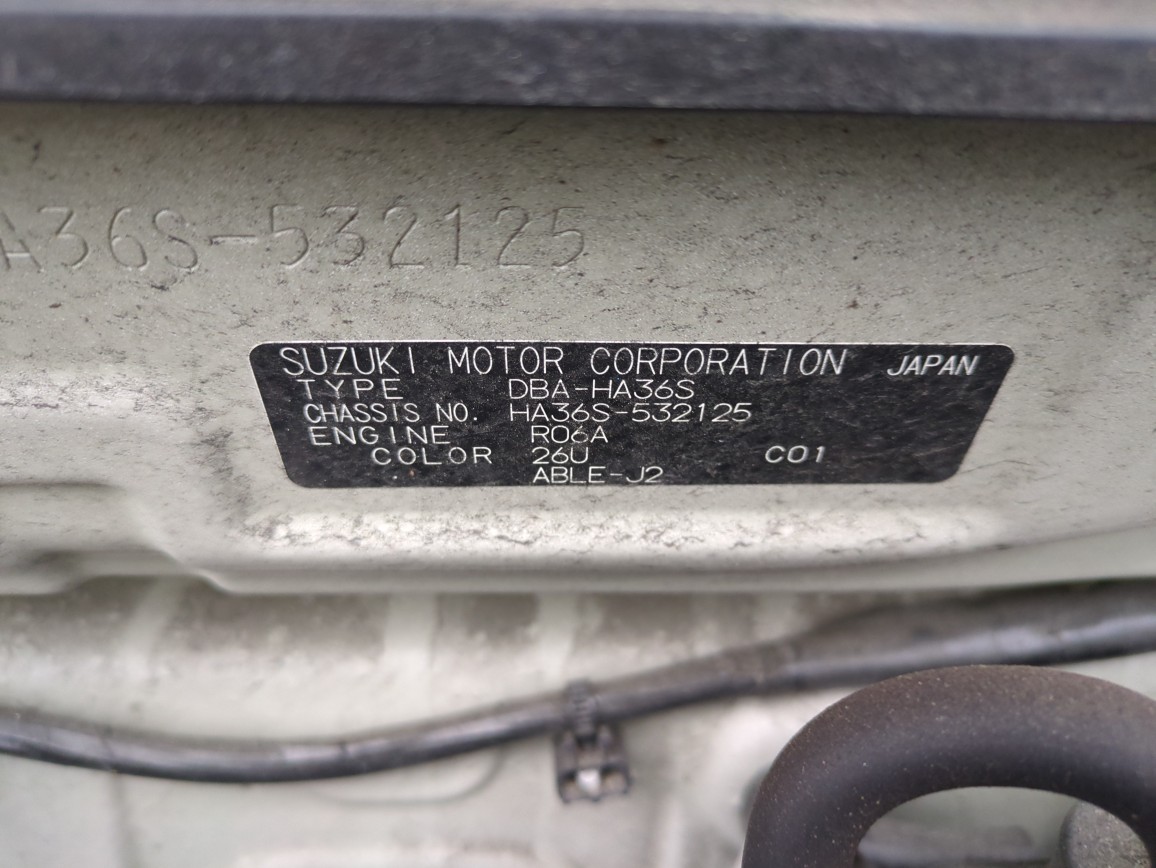 A36S-532125
SUZUKI MOTOR CORPORATION JAPAN
TYPE DBA-HA36S
CHASSIS NO. HA36S-532125
ENGINE R06A
COLOR 26U C01
ABLE-J2